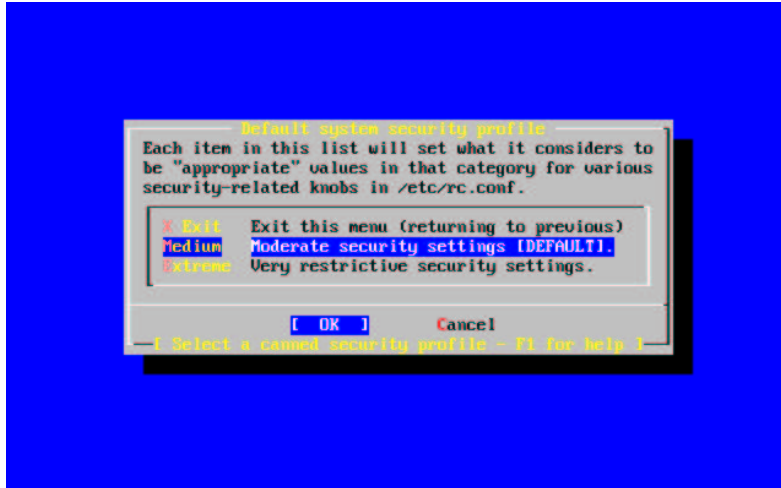 Default system security profile
Each item in this list will set what it considers to
be "appropriate" values in that category for various
security-related knobs in /etc/rc.conf.
X Exit Exit this menu (returning to previous)
Medium Moderate security settings [DEFAULT].
Extreme Very restrictive security settings.
[ OK ] Cancel
[ Select a canned security profile - F1 for help ]